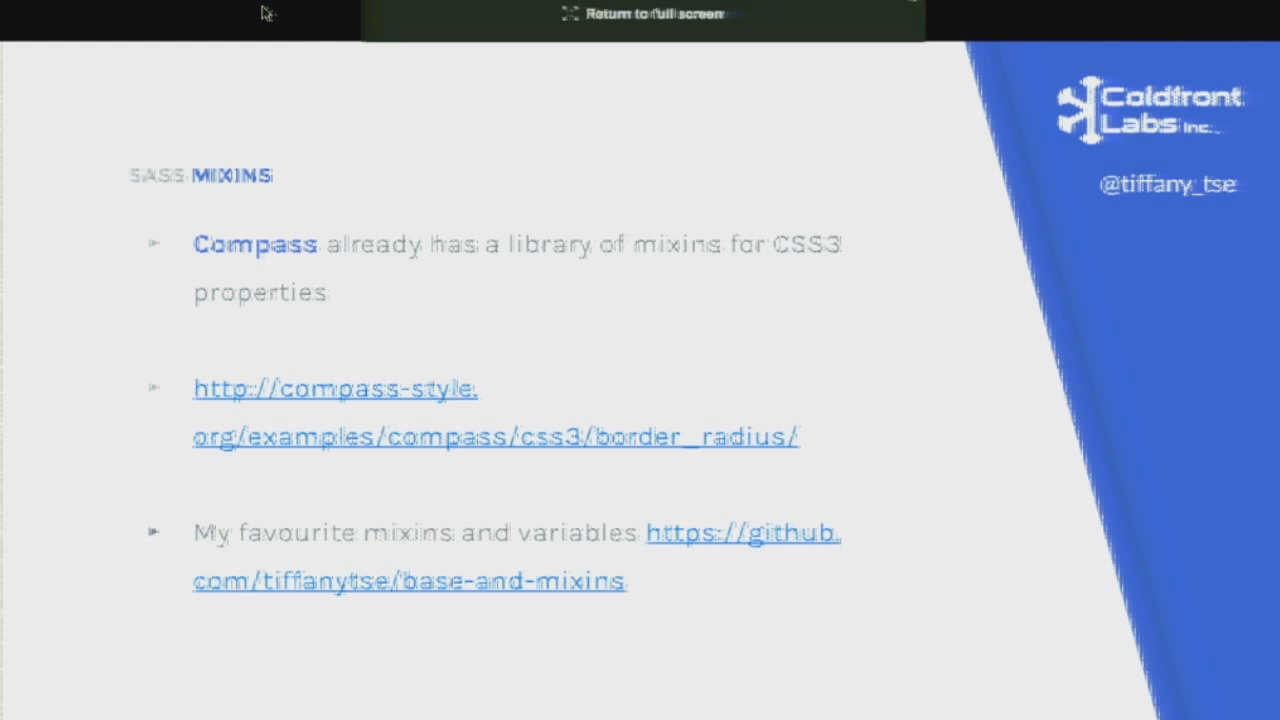 Return to full screen
Coldfront
Labs Inc.
@tiffany_tse
SASS MIXINS
Compass already has a library of mixins for CSS3
properties
http://compass-style.
org/examples/compass/css3/border_radius/
My favourite mixins and variables https://github.
com/tiffanytse/base-and-mixins